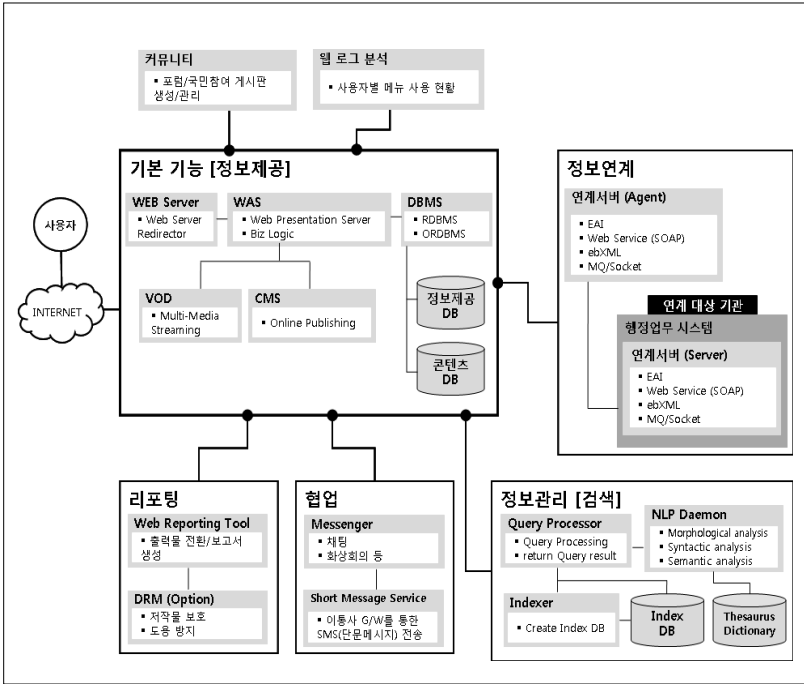 커뮤니티
▪ 포럼/국민참여 게시판
생성/관리
웹 로그 분석
▪ 사용자별 메뉴 사용 현황
사용자
INTERNET
기본 기능 [정보제공]
WEB Server
▪ Web Server
Redirector
WAS
▪ Web Presentation Server
▪ Biz Logic
DBMS
▪ RDBMS
▪ ORDBMS
VOD
▪ Multi-Media
Streaming
CMS
▪ Online Publishing
정보제공
DB
콘텐츠
DB
정보연계
연계서버 (Agent)
▪ EAI
▪ Web Service (SOAP)
▪ ebXML
▪ MQ/Socket
연계 대상 기관
행정업무 시스템
연계서버 (Server)
▪ EAI
▪ Web Service (SOAP)
▪ ebXML
▪ MQ/Socket
리포팅
Web Reporting Tool
▪ 출력물 전환/보고서
생성
DRM (Option)
▪ 저작물 보호
▪ 도용 방지
협업
Messenger
▪ 채팅
▪ 화상회의 등
Short Message Service
▪ 이통사 G/W를 통한
SMS(단문메시지) 전송
정보관리 [검색]
Query Processor
▪ Query Processing
▪ return Query result
NLP Daemon
▪ Morphological analysis
▪ Syntactic analysis
▪ Semantic analysis
Indexer
▪ Create Index DB
Index
DB
Thesaurus
Dictionary